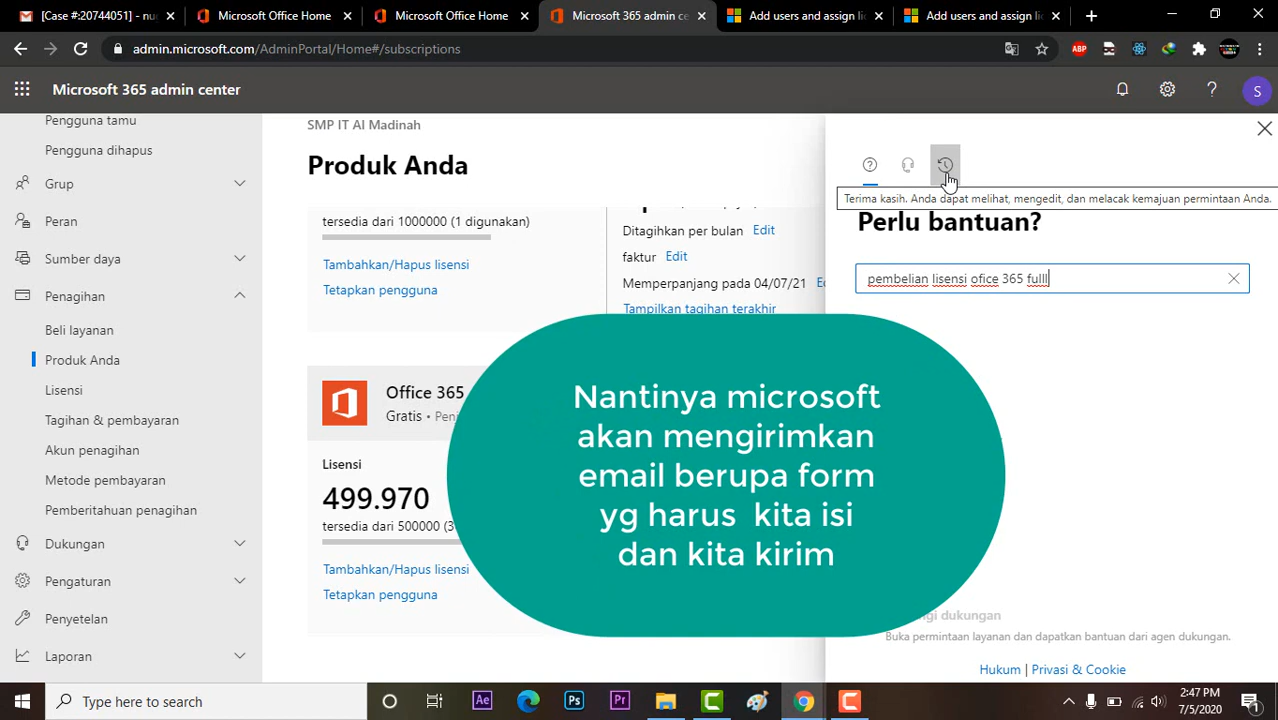 [Case #:20744051] - nu
Microsoft Office Home
Microsoft Office Home
Microsoft 365 admin ce
Add users and assign li
Add users and assign li
admin.microsoft.com/AdminPortal/Home#/subscriptions
ABP
Microsoft 365 admin center
S
Pengguna tamu
Pengguna dihapus
Grup
Peran
Sumber daya
Penagihan
Beli layanan
Produk Anda
Lisensi
Tagihan & pembayaran
Akun penagihan
Metode pembayaran
Pemberitahuan penagihan
Dukungan
Pengaturan
Penyetelan
Laporan
SMP IT Al Madinah
Produk Anda
tersedia dari 1000000 (1 digunakan)
Tambahkan/Hapus lisensi
Tetapkan pengguna
Ditagihkan per bulan Edit
faktur Edit
Memperpanjang pada 04/07/21
Tampilkan tagihan terakhir
Office 365
Gratis •
Lisensi
499.970
tersedia dari 500000
Tambahkan/Hapus lisensi
Tetapkan pengguna
Terima kasih. Anda dapat melihat, mengedit, dan melacak kemajuan permintaan Anda.
Perlu bantuan?
pembelian lisensi ofice 365 fulll
Nantinya microsoft
akan mengirimkan
email berupa form
yg harus kita isi
dan kita kirim
dukungan
Buka permintaan layanan dan dapatkan bantuan dari agen dukungan.
Hukum | Privasi & Cookie
Type here to search
Ae
Ps
Pr
2:47 PM
7/5/2020